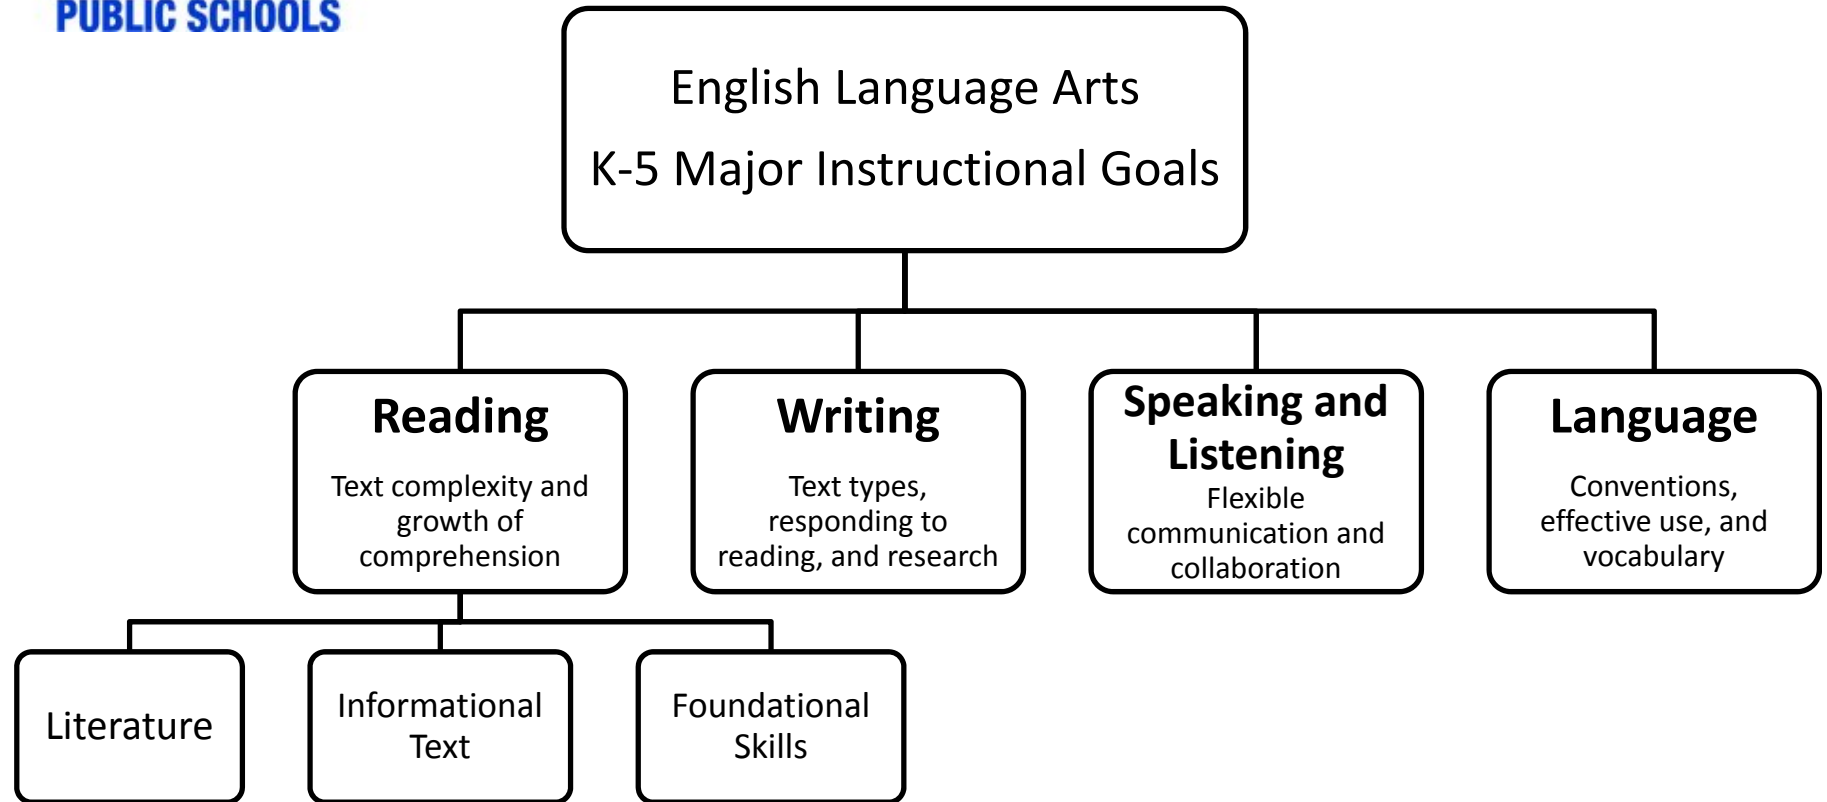 PUBLIC SCHOOLS
English Language Arts
K-5 Major Instructional Goals
Reading
Text complexity and
growth of
comprehension
Writing
Text types,
responding to
reading, and research
Speaking and
Listening
Flexible
communication and
collaboration
Language
Conventions,
effective use, and
vocabulary
Literature
Informational
Text
Foundational
Skills